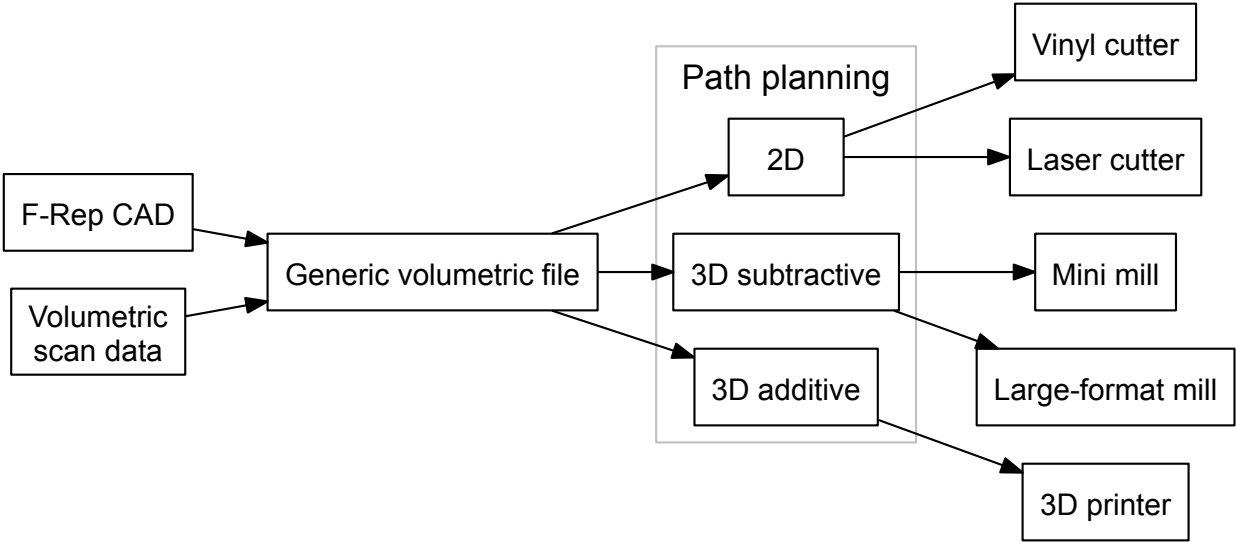 F-Rep CAD
Volumetric
scan data
Generic volumetric file
Path planning
2D
3D subtractive
3D additive
Vinyl cutter
Laser cutter
Mini mill
Large-format mill
3D printer